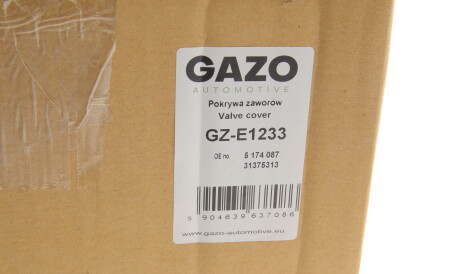 GAZO
AUTOMOTIVE
Pokrywa zaworów
Valve cover
GZ-E1233
OE no. 5 174 087
31375313
5 904639 637086
www.gazo-automotive.eu